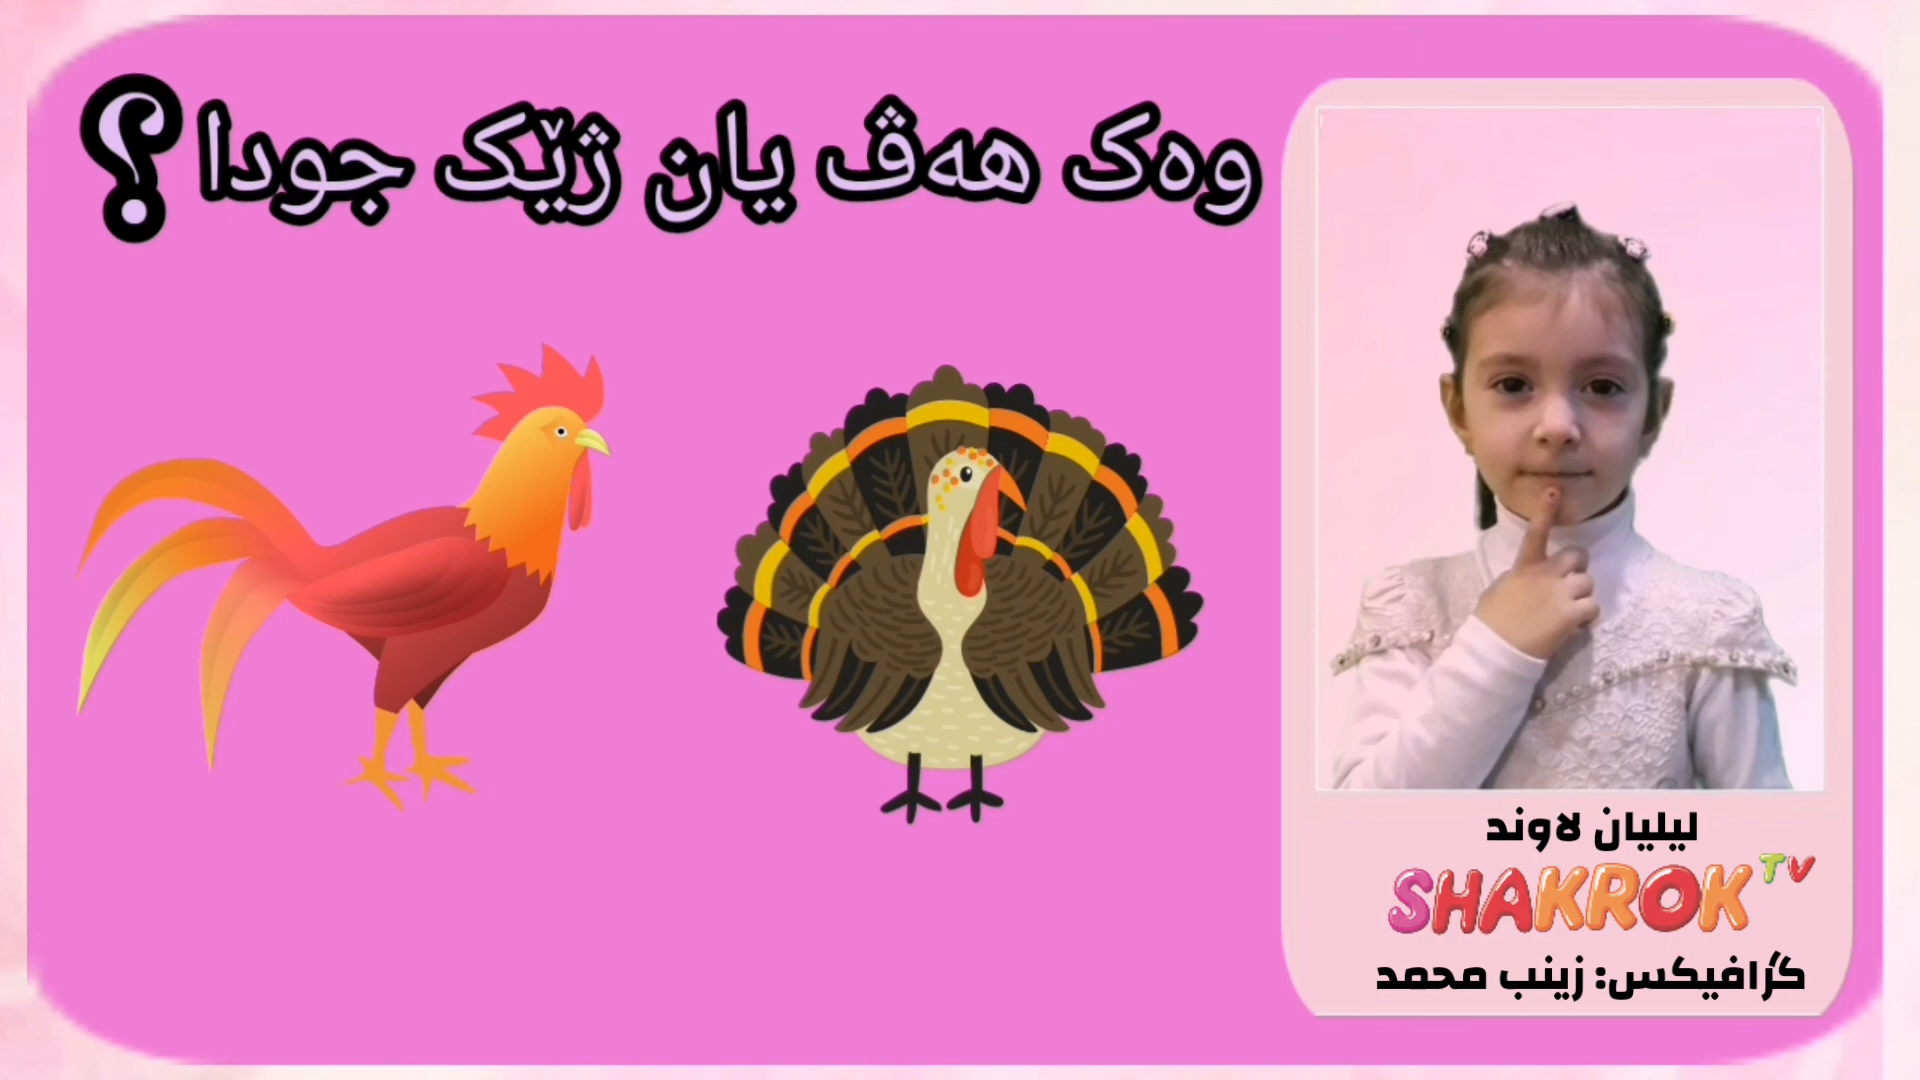 وەک هەڤ یان ژێک جودا؟
لیلیان لاوند
SHAKROK TV
گرافیکس: زینب محمد